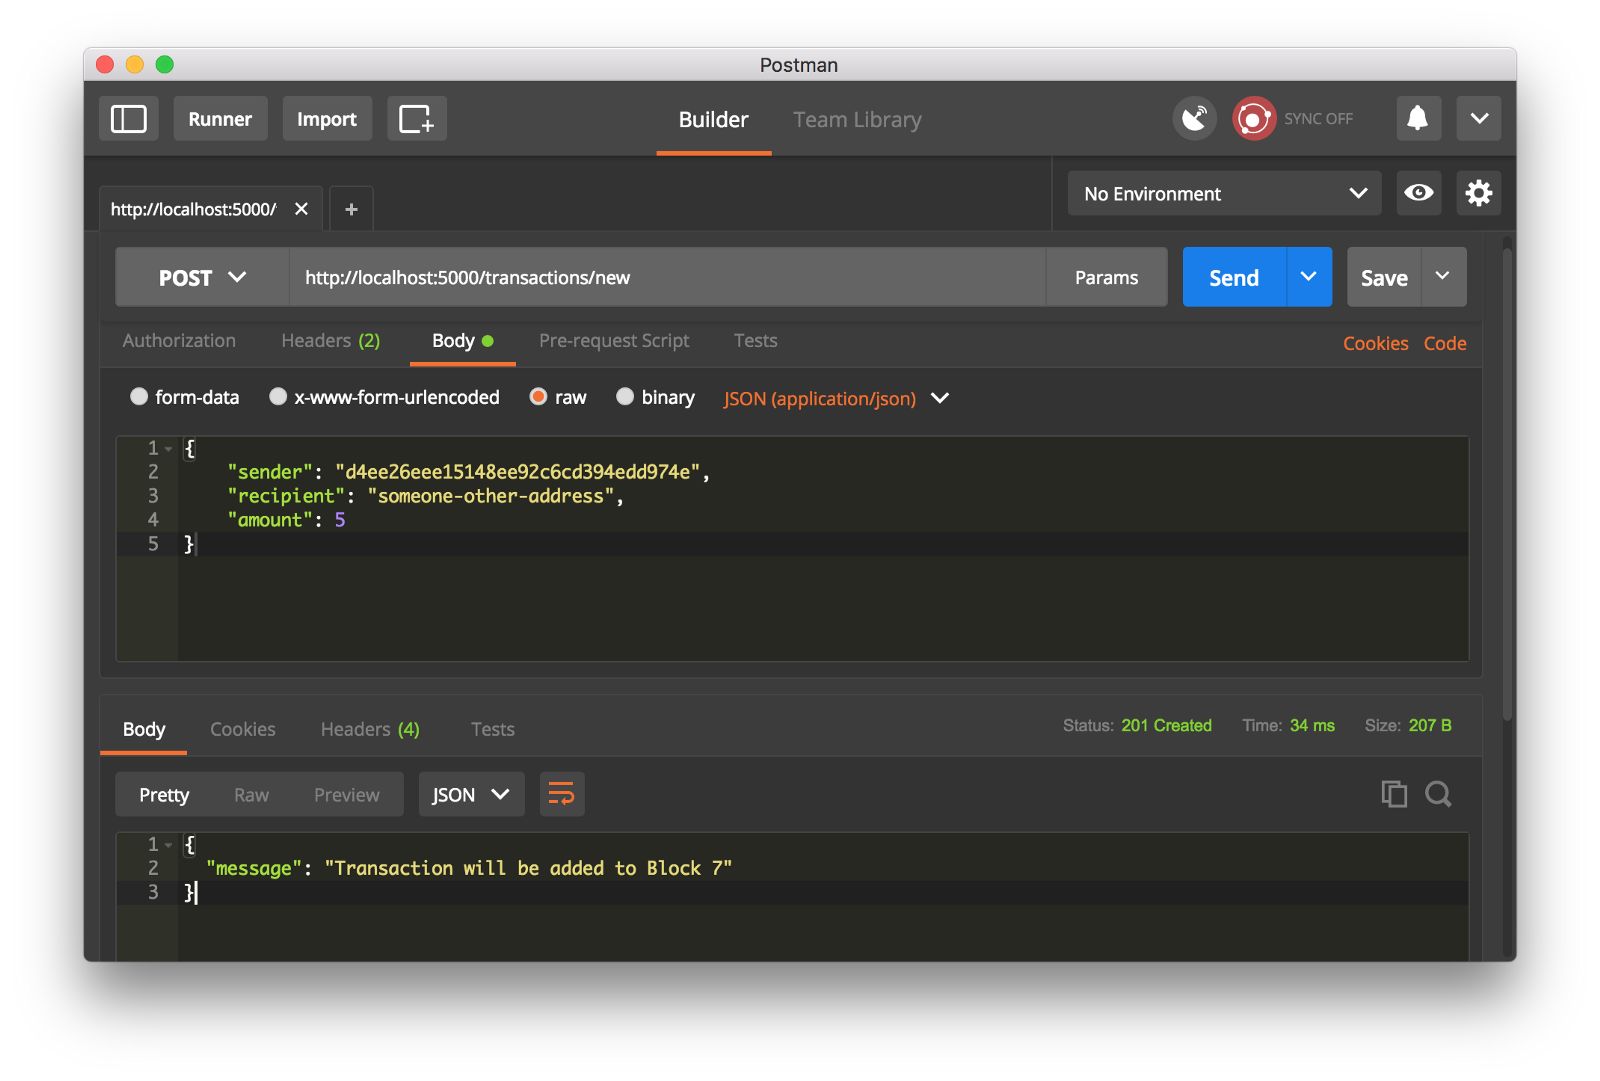 Postman
Runner Import Builder Team Library SYNC OFF
http://localhost:5000/ No Environment
POST http://localhost:5000/transactions/new Params Send Save
Authorization Headers (2) Body Pre-request Script Tests Cookies Code
form-data x-www-form-urlencoded raw binary JSON (application/json)
1 {
2 "sender": "d4ee26eee15148ee92c6cd394edd974e",
3 "recipient": "someone-other-address",
4 "amount": 5
5 }
Body Cookies Headers (4) Tests Status: 201 Created Time: 34 ms Size: 207 B
Pretty Raw Preview JSON
1 {
2 "message": "Transaction will be added to Block 7"
3 }